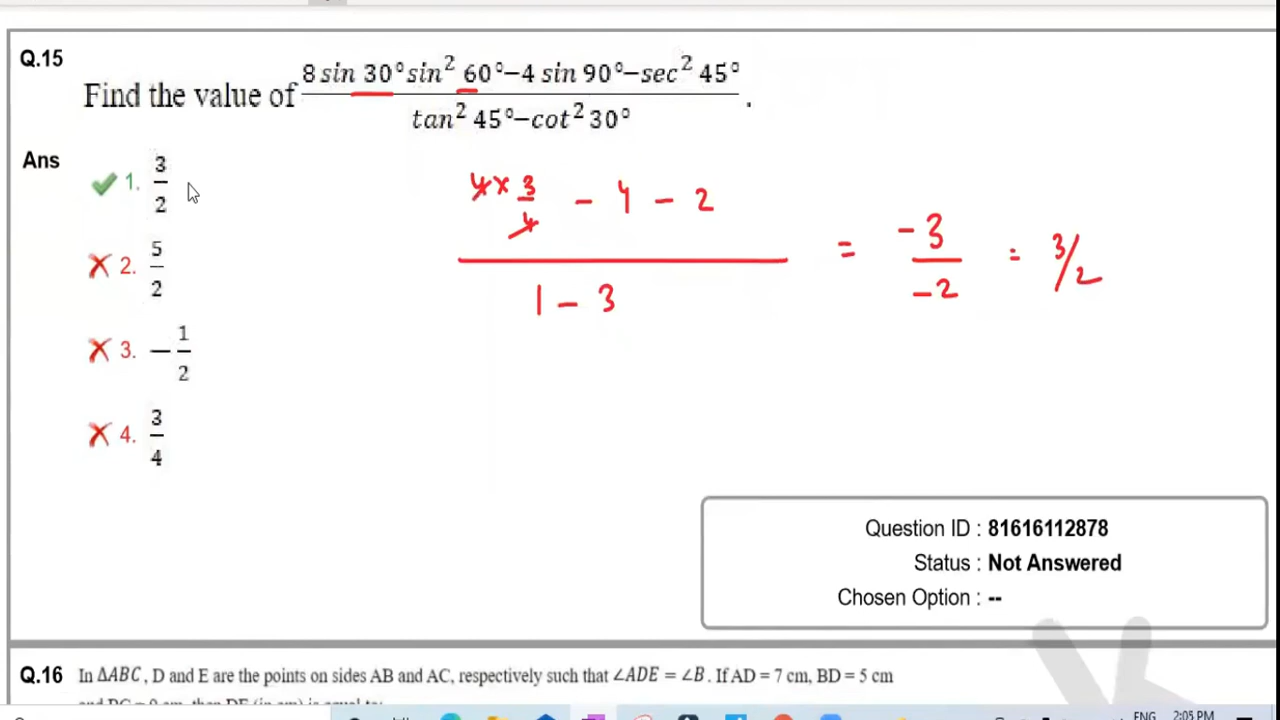 Q.15
Find the value of (8 sin 30° sin² 60° − 4 sin 90° − sec² 45°)/(tan² 45° − cot² 30°).
Ans
1. 3/2
2. 5/2
3. −1/2
4. 3/4
(4 × 3/4 − 4 − 2)/(1 − 3) = −3/−2 = 3/2
Question ID : 81616112878
Status : Not Answered
Chosen Option : --
Q.16 In ΔABC, D and E are the points on sides AB and AC, respectively such that ∠ADE = ∠B. If AD = 7 cm, BD = 5 cm
ENG 2:05 PM